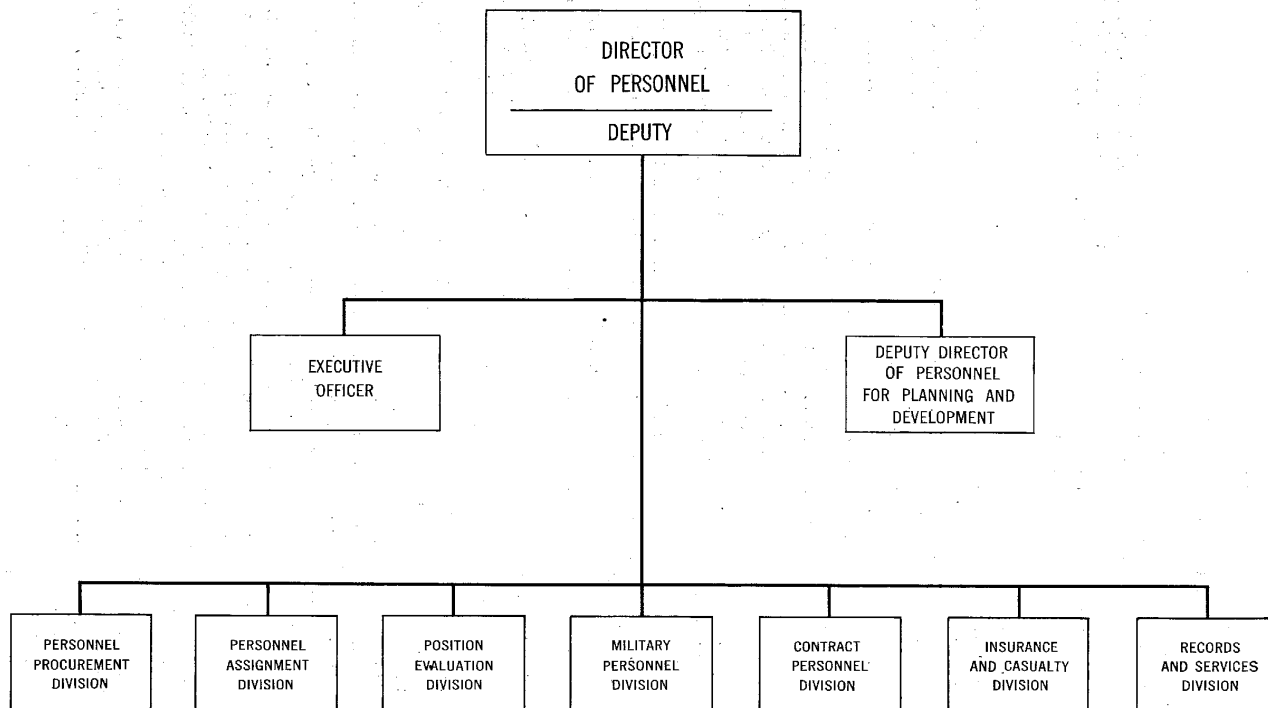 DIRECTOR
OF PERSONNEL
DEPUTY
EXECUTIVE
OFFICER
DEPUTY DIRECTOR
OF PERSONNEL
FOR PLANNING AND
DEVELOPMENT
PERSONNEL
PROCUREMENT
DIVISION
PERSONNEL
ASSIGNMENT
DIVISION
POSITION
EVALUATION
DIVISION
MILITARY
PERSONNEL
DIVISION
CONTRACT
PERSONNEL
DIVISION
INSURANCE
AND CASUALTY
DIVISION
RECORDS
AND SERVICES
DIVISION